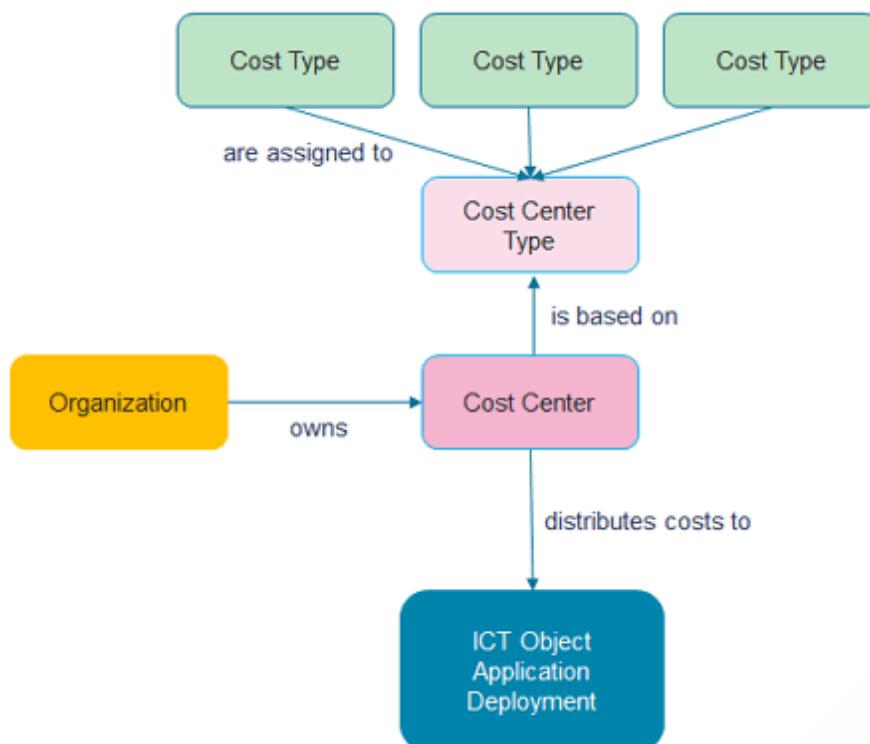 Cost Type
Cost Type
Cost Type
are assigned to
Cost Center
Type
is based on
Organization
owns
Cost Center
distributes costs to
ICT Object
Application
Deployment